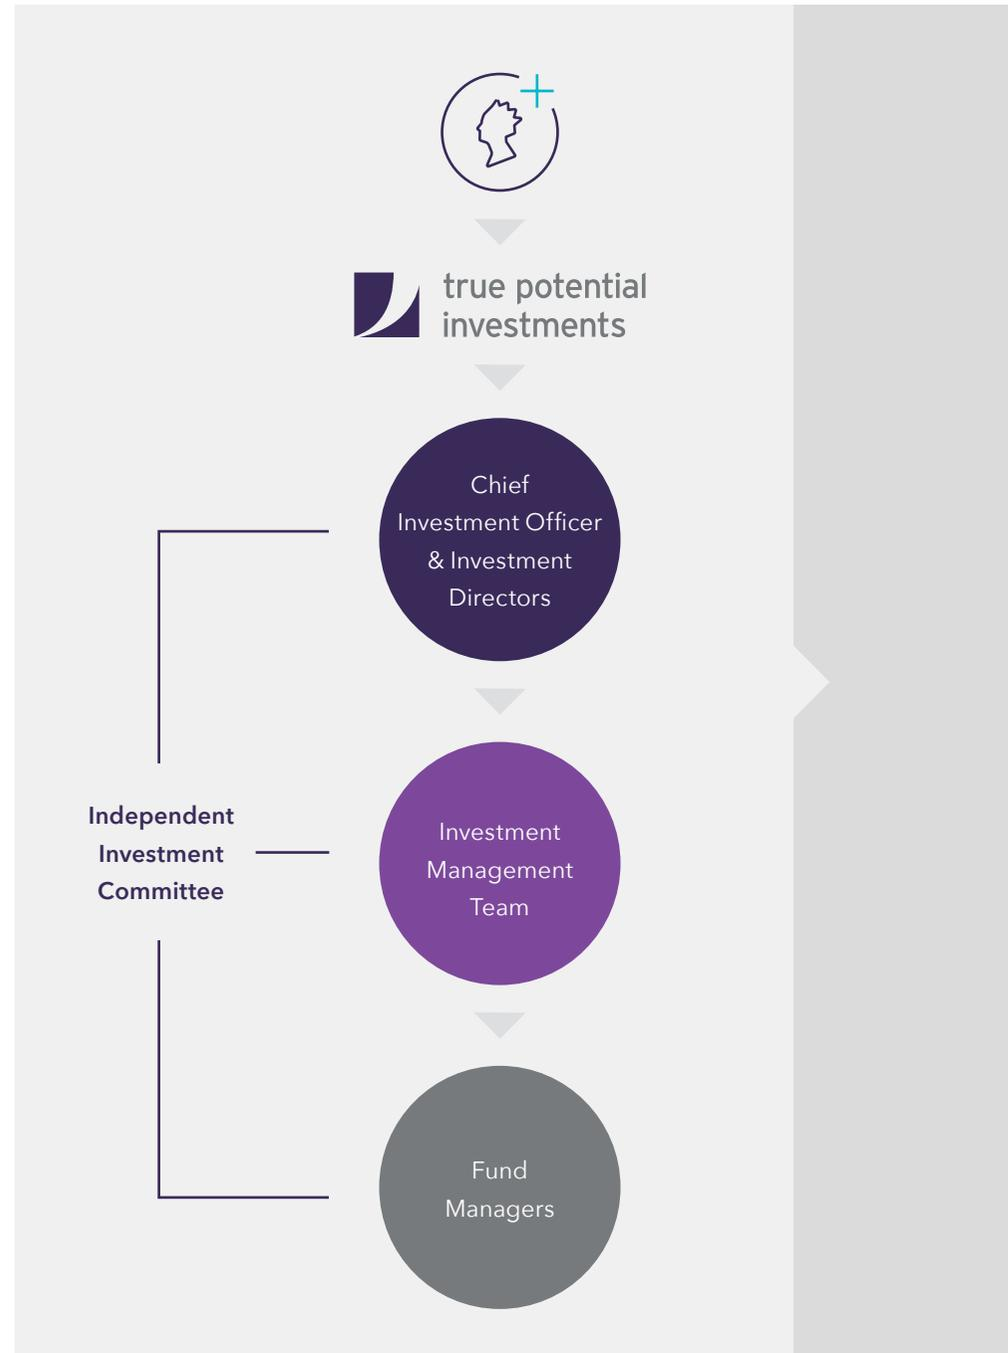 true potential
investments
Chief
Investment Officer
& Investment
Directors
Independent
Investment
Committee
Investment
Management
Team
Fund
Managers